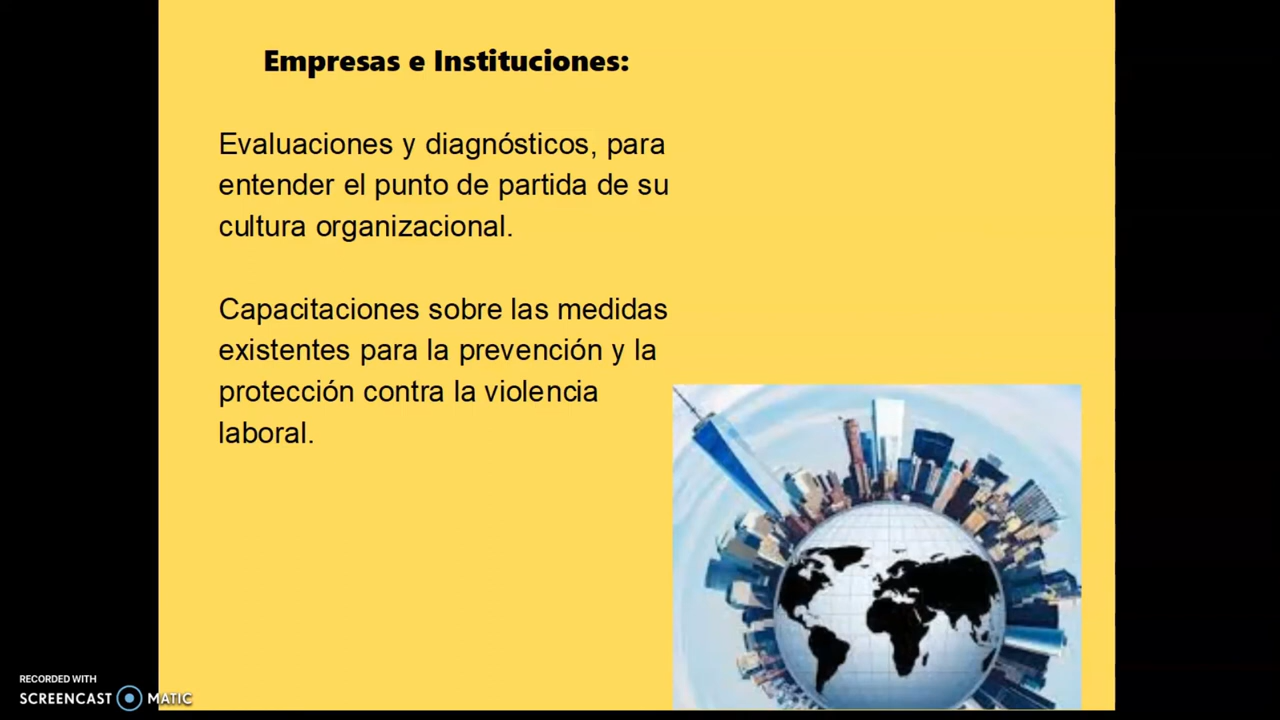 Empresas e Instituciones:
Evaluaciones y diagnósticos, para
entender el punto de partida de su
cultura organizacional.
Capacitaciones sobre las medidas
existentes para la prevención y la
protección contra la violencia
laboral.
RECORDED WITH
SCREENCAST MATIC